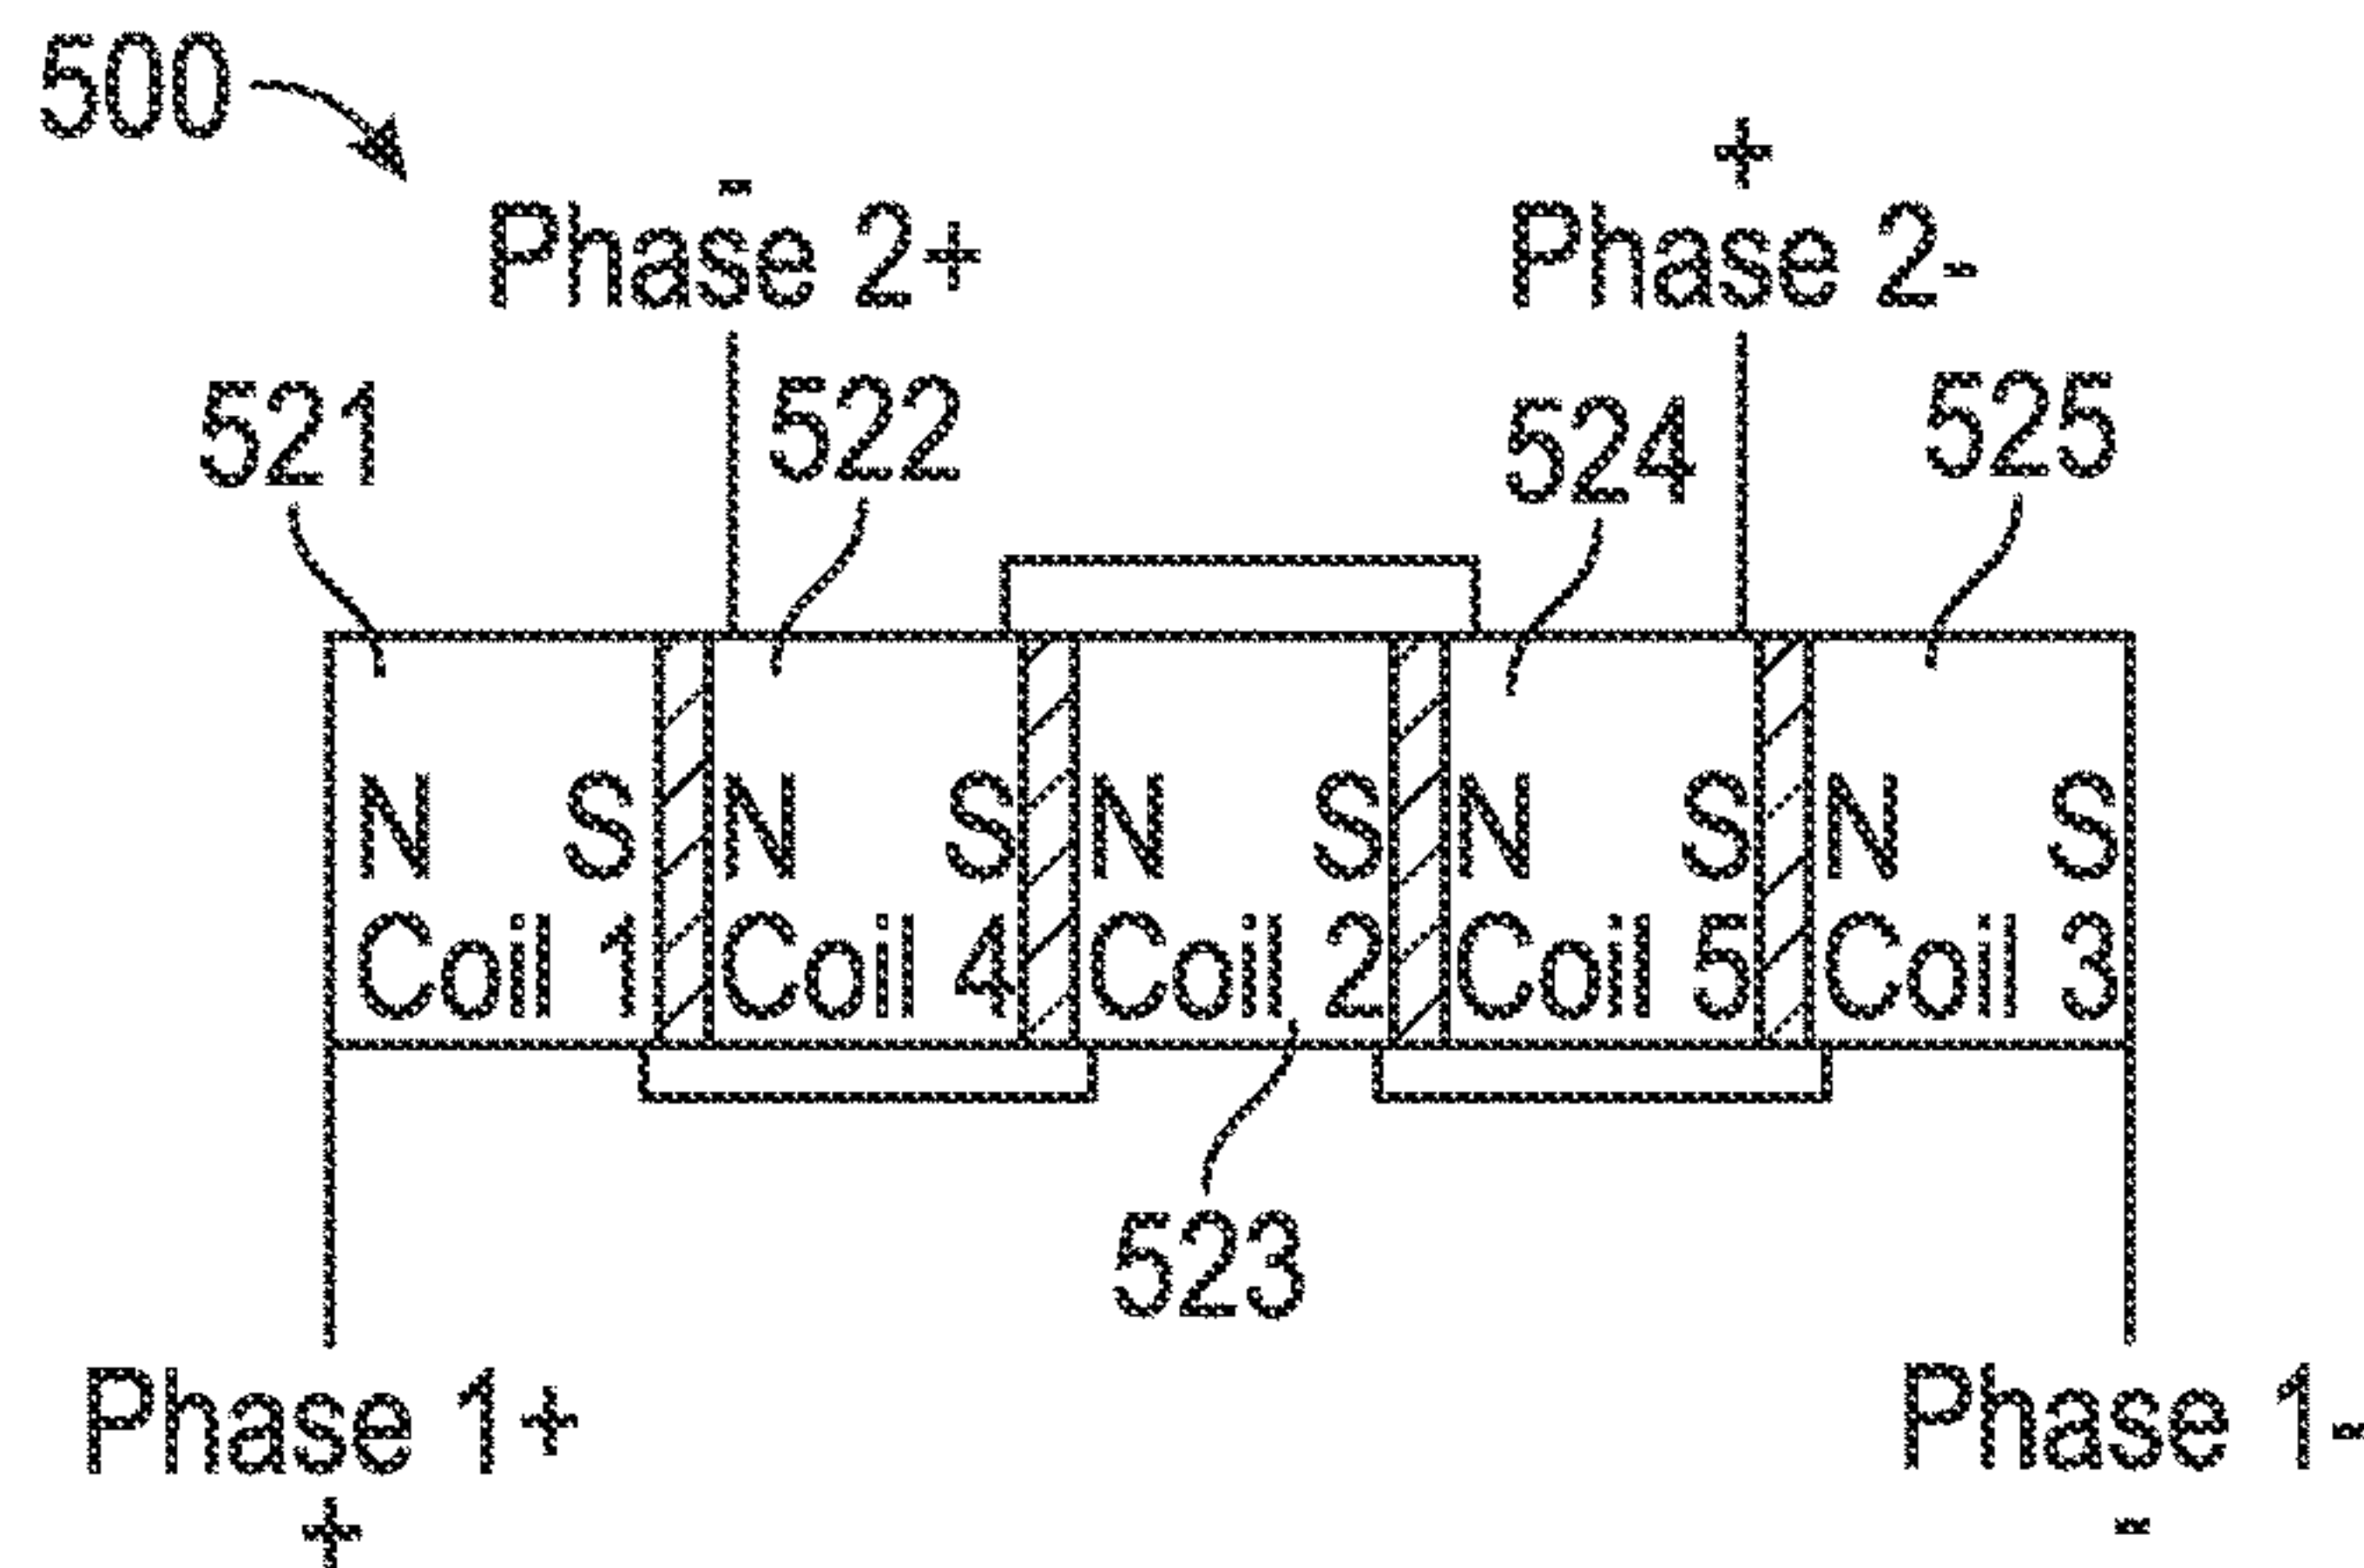 500
- +
Phase 2+ Phase 2-
521 522 524 525
N S N S N S N S N S
Coil 1 Coil 4 Coil 2 Coil 5 Coil 3
523
Phase 1+ Phase 1-
+ -